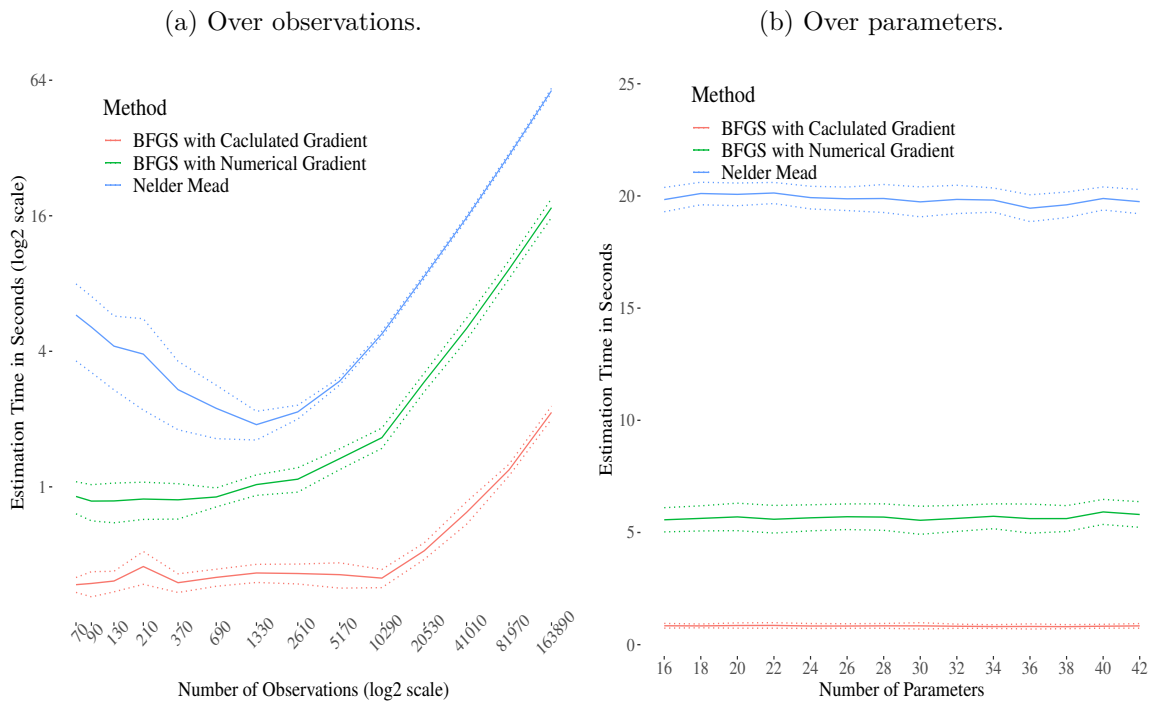 (a) Over observations.
64
16
4
1
Estimation Time in Seconds (log2 scale)
Method
BFGS with Caclulated Gradient
BFGS with Numerical Gradient
Nelder Mead
70
90
130
210
370
690
1330
2610
5170
10290
20530
41010
81970
163890
Number of Observations (log2 scale)
(b) Over parameters.
25
20
15
10
5
0
Estimation Time in Seconds
Method
BFGS with Caclulated Gradient
BFGS with Numerical Gradient
Nelder Mead
16 18 20 22 24 26 28 30 32 34 36 38 40 42
Number of Parameters